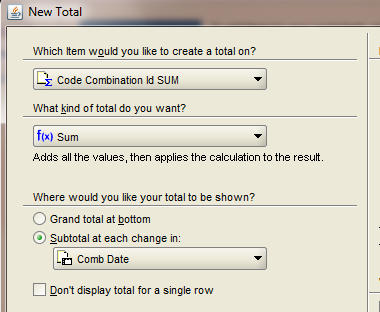 New Total
Which Item would you like to create a total on?
Code Combination Id SUM
What kind of total do you want?
f(x) Sum
Adds all the values, then applies the calculation to the result.
Where would you like your total to be shown?
Grand total at bottom
Subtotal at each change in:
Comb Date
Don't display total for a single row